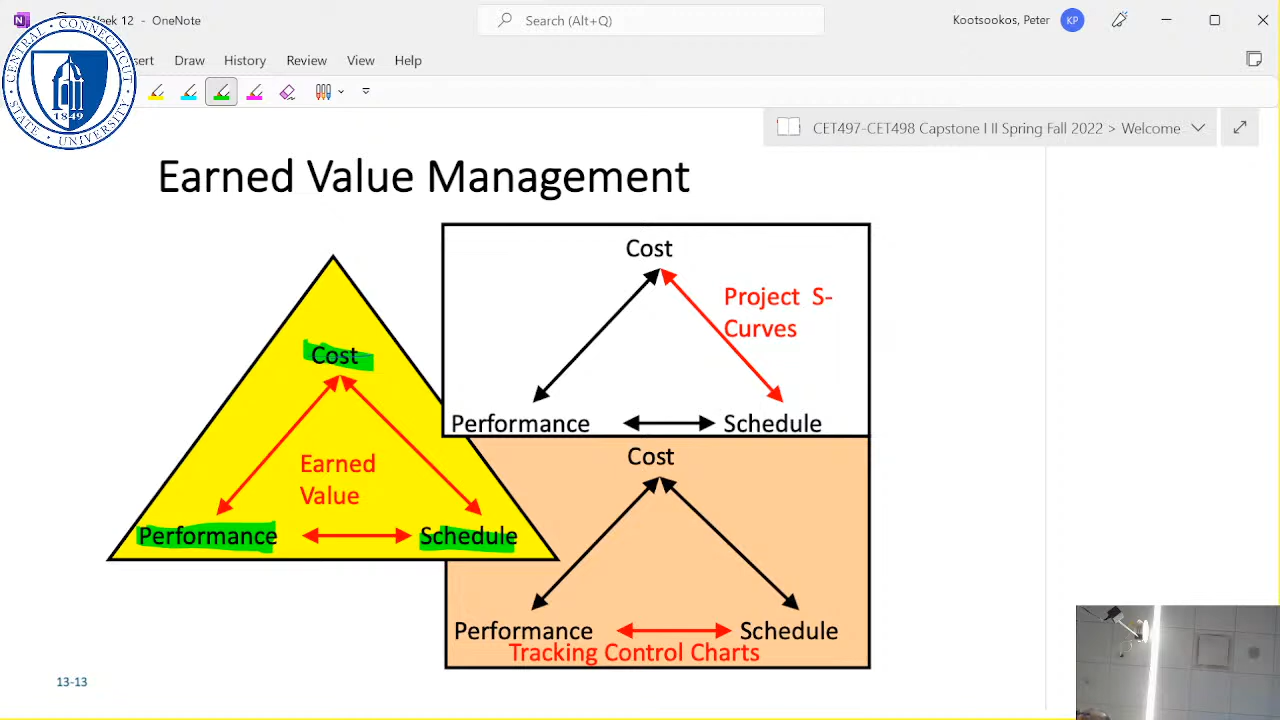 Week 12 - OneNote
Search (Alt+Q)
Kootsookos, Peter
KP
CENTRAL CONNECTICUT STATE UNIVERSITY
1849
sert Draw History Review View Help
CET497-CET498 Capstone I II Spring Fall 2022 > Welcome
Earned Value Management
Cost
Project S-
Curves
Performance
Schedule
Cost
Earned
Value
Performance
Schedule
Cost
Performance
Schedule
Tracking Control Charts
13-13